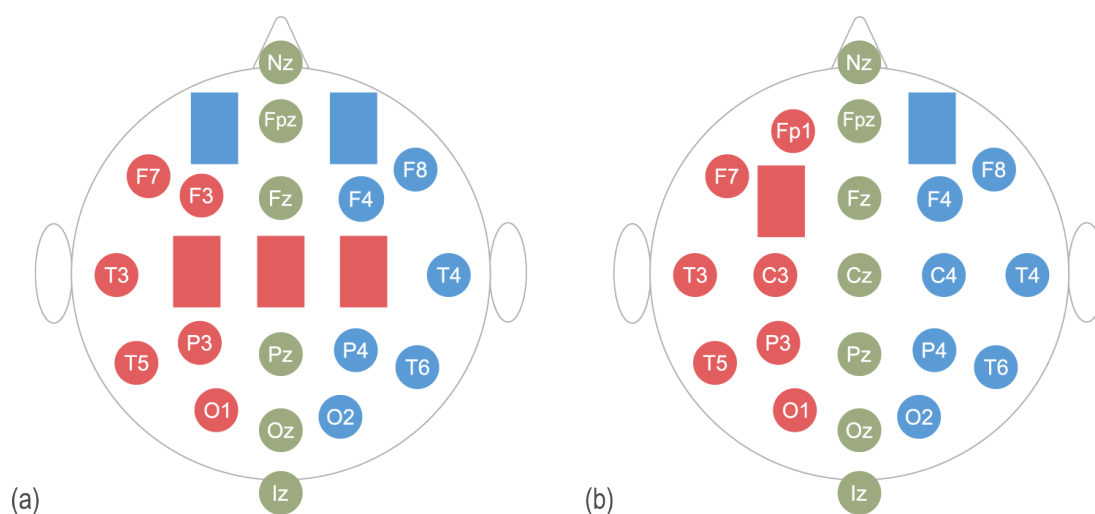 Nz
Fpz
F7
F3
Fz
F4
F8
T3
T4
T5
P3
Pz
P4
T6
O1
Oz
O2
Iz
(a)
Nz
Fp1
Fpz
F7
Fz
F4
F8
T3
C3
Cz
C4
T4
T5
P3
Pz
P4
T6
O1
Oz
O2
Iz
(b)